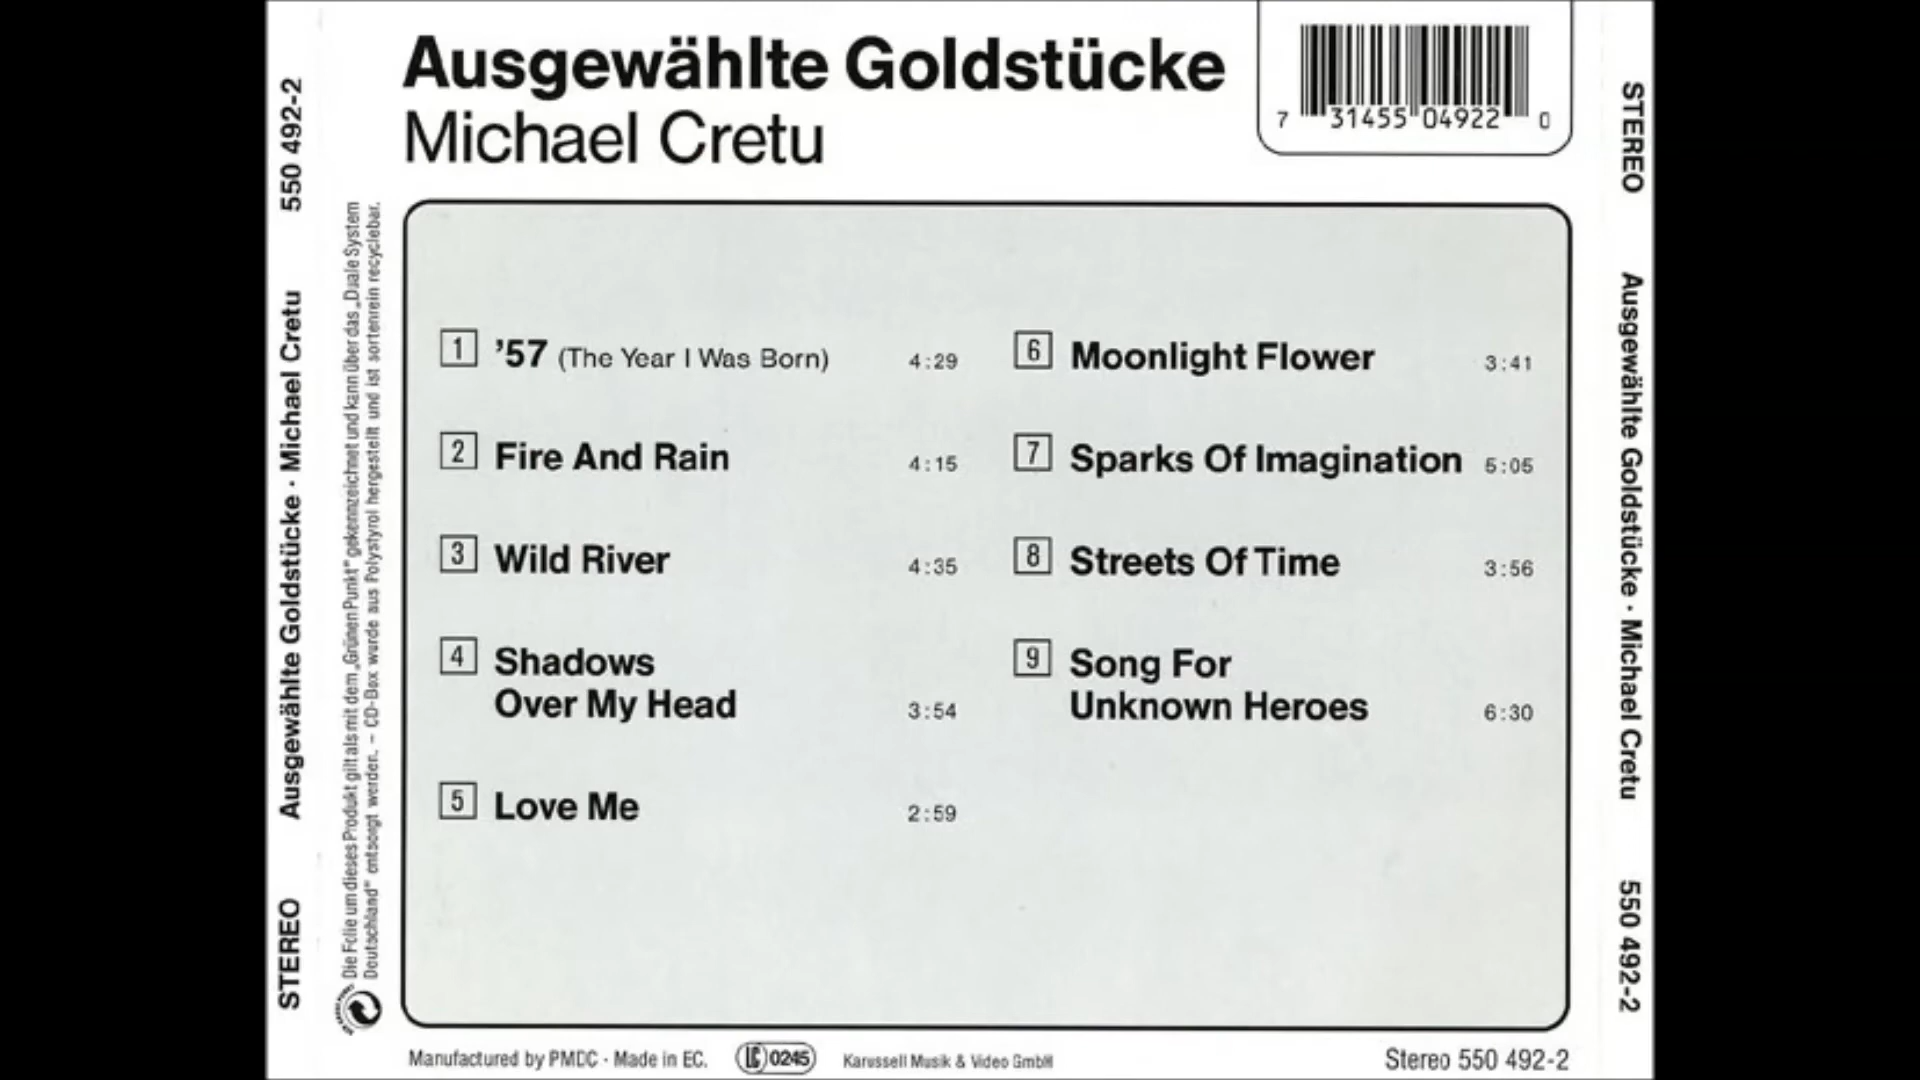 Ausgewählte Goldstücke
Michael Cretu
7 31455 04922 0
STEREO Ausgewählte Goldstücke · Michael Cretu 550 492-2
Die Folie um dieses Produkt gilt als mit dem „Grünen Punkt" gekennzeichnet und kann über das „Duale System
Deutschland" entsorgt werden. – CD-Box wurde aus Polystyrol hergestellt und ist sortenrein recyclebar.
1 '57 (The Year I Was Born) 4:29
2 Fire And Rain 4:15
3 Wild River 4:35
4 Shadows
Over My Head 3:54
5 Love Me 2:59
6 Moonlight Flower 3:41
7 Sparks Of Imagination 5:05
8 Streets Of Time 3:56
9 Song For
Unknown Heroes 6:30
STEREO Ausgewählte Goldstücke · Michael Cretu 550 492-2
Manufactured by PMDC · Made in EC. LC 0245 Karussell Musik & Video GmbH Stereo 550 492-2